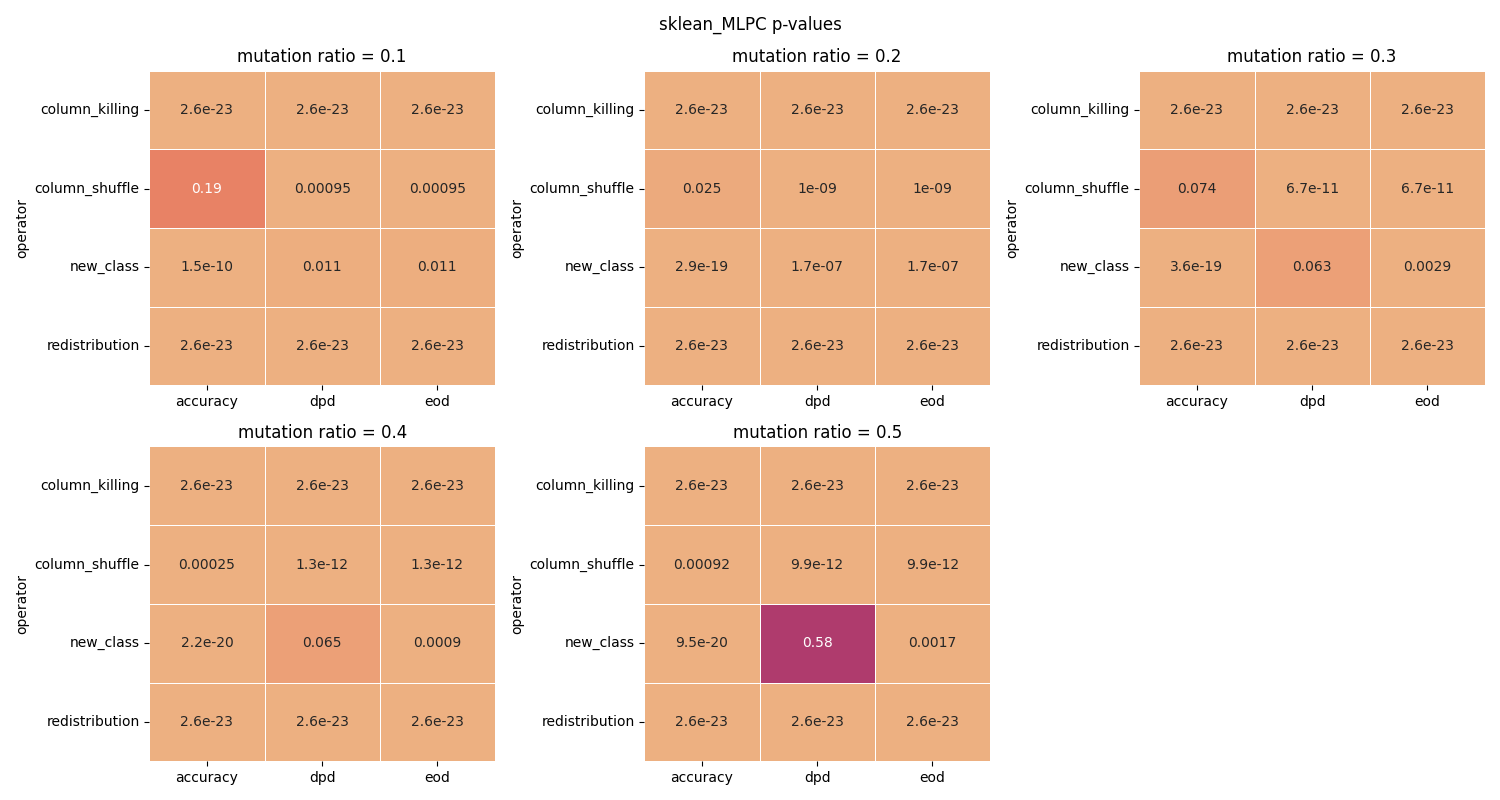 sklean_MLPC p-values
mutation ratio = 0.1
operator
column_killing 2.6e-23 2.6e-23 2.6e-23
column_shuffle 0.19 0.00095 0.00095
new_class 1.5e-10 0.011 0.011
redistribution 2.6e-23 2.6e-23 2.6e-23
accuracy dpd eod
mutation ratio = 0.2
operator
column_killing 2.6e-23 2.6e-23 2.6e-23
column_shuffle 0.025 1e-09 1e-09
new_class 2.9e-19 1.7e-07 1.7e-07
redistribution 2.6e-23 2.6e-23 2.6e-23
accuracy dpd eod
mutation ratio = 0.3
operator
column_killing 2.6e-23 2.6e-23 2.6e-23
column_shuffle 0.074 6.7e-11 6.7e-11
new_class 3.6e-19 0.063 0.0029
redistribution 2.6e-23 2.6e-23 2.6e-23
accuracy dpd eod
mutation ratio = 0.4
operator
column_killing 2.6e-23 2.6e-23 2.6e-23
column_shuffle 0.00025 1.3e-12 1.3e-12
new_class 2.2e-20 0.065 0.0009
redistribution 2.6e-23 2.6e-23 2.6e-23
accuracy dpd eod
mutation ratio = 0.5
operator
column_killing 2.6e-23 2.6e-23 2.6e-23
column_shuffle 0.00092 9.9e-12 9.9e-12
new_class 9.5e-20 0.58 0.0017
redistribution 2.6e-23 2.6e-23 2.6e-23
accuracy dpd eod